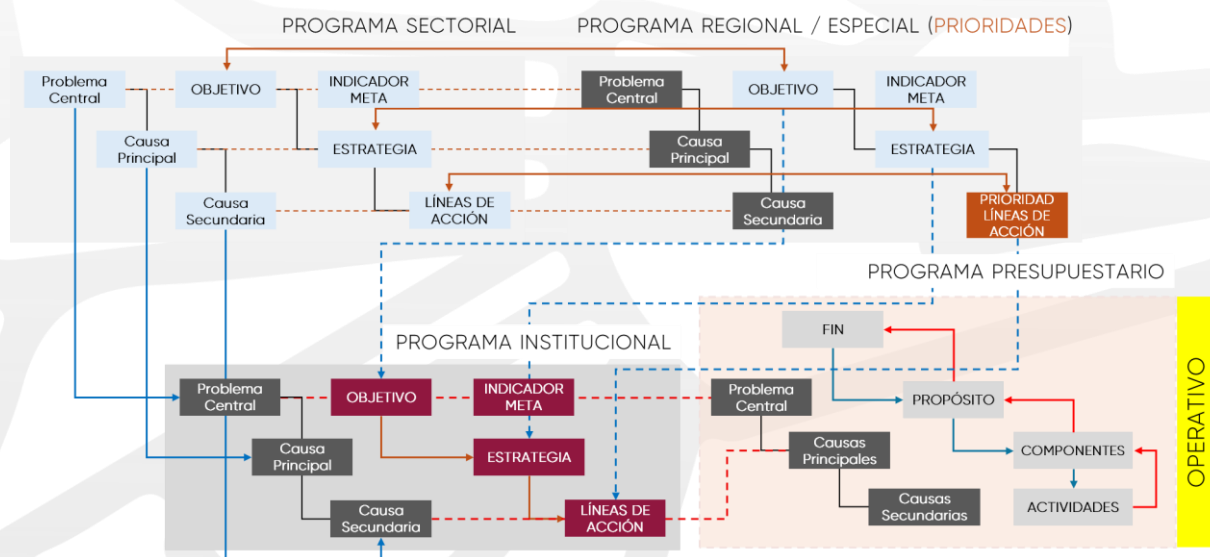 PROGRAMA SECTORIAL
PROGRAMA REGIONAL / ESPECIAL (PRIORIDADES)
Problema
Central
OBJETIVO
INDICADOR
META
Problema
Central
OBJETIVO
INDICADOR
META
Causa
Principal
ESTRATEGIA
Causa
Principal
ESTRATEGIA
Causa
Secundaria
LÍNEAS DE
ACCIÓN
Causa
Secundaria
PRIORIDAD
LÍNEAS DE
ACCIÓN
PROGRAMA INSTITUCIONAL
Problema
Central
OBJETIVO
INDICADOR
META
Causa
Principal
ESTRATEGIA
Causa
Secundaria
LÍNEAS DE
ACCIÓN
PROGRAMA PRESUPUESTARIO
FIN
Problema
Central
PROPÓSITO
Causas
Principales
COMPONENTES
Causas
Secundarias
ACTIVIDADES
OPERATIVO